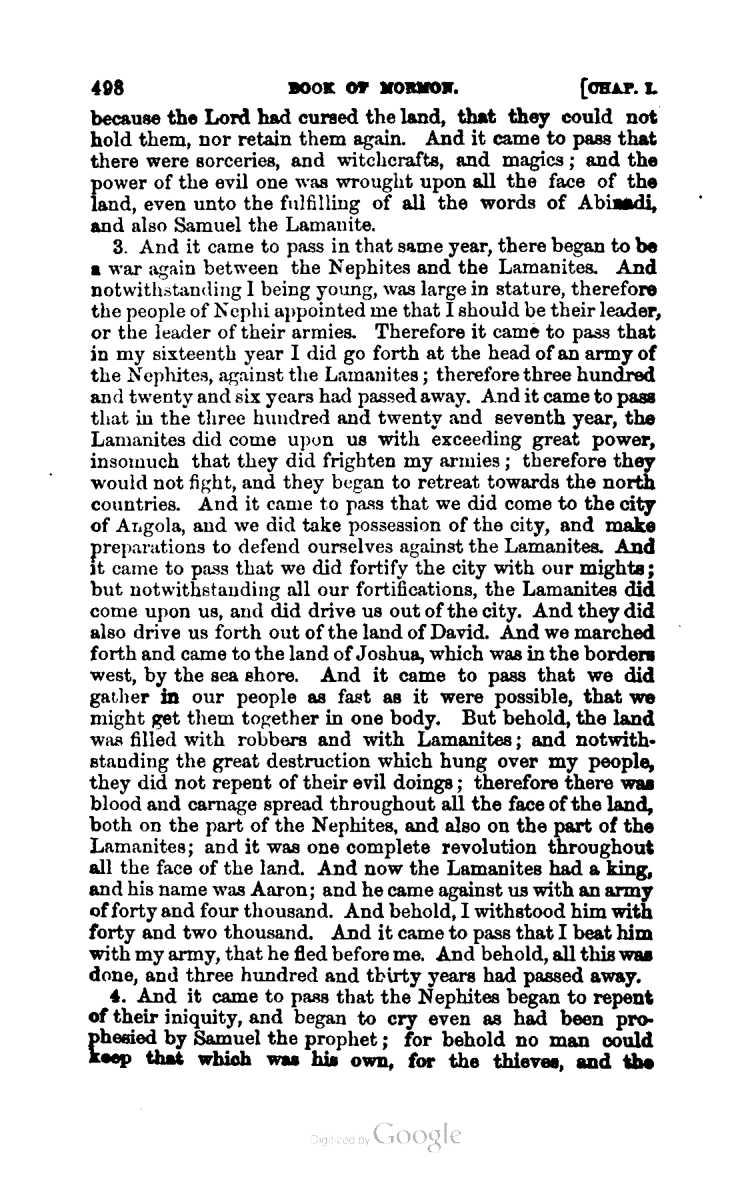 498 BOOK OF MORMON. [CHAP. I.
because the Lord had cursed the land, that they could not
hold them, nor retain them again. And it came to pass that
there were sorceries, and witchcrafts, and magics; and the
power of the evil one was wrought upon all the face of the
land, even unto the fulfilling of all the words of Abinadi,
and also Samuel the Lamanite.
3. And it came to pass in that same year, there began to be
a war again between the Nephites and the Lamanites. And
notwithstanding I being young, was large in stature, therefore
the people of Nephi appointed me that I should be their leader,
or the leader of their armies. Therefore it came to pass that
in my sixteenth year I did go forth at the head of an army of
the Nephites, against the Lamanites; therefore three hundred
and twenty and six years had passed away. And it came to pass
that in the three hundred and twenty and seventh year, the
Lamanites did come upon us with exceeding great power,
insomuch that they did frighten my armies; therefore they
would not fight, and they began to retreat towards the north
countries. And it came to pass that we did come to the city
of Angola, and we did take possession of the city, and make
preparations to defend ourselves against the Lamanites. And
it came to pass that we did fortify the city with our mights;
but notwithstanding all our fortifications, the Lamanites did
come upon us, and did drive us out of the city. And they did
also drive us forth out of the land of David. And we marched
forth and came to the land of Joshua, which was in the borders
west, by the sea shore. And it came to pass that we did
gather in our people as fast as it were possible, that we
might get them together in one body. But behold, the land
was filled with robbers and with Lamanites; and notwith-
standing the great destruction which hung over my people,
they did not repent of their evil doings; therefore there was
blood and carnage spread throughout all the face of the land,
both on the part of the Nephites, and also on the part of the
Lamanites; and it was one complete revolution throughout
all the face of the land. And now the Lamanites had a king,
and his name was Aaron; and he came against us with an army
of forty and four thousand. And behold, I withstood him with
forty and two thousand. And it came to pass that I beat him
with my army, that he fled before me. And behold, all this was
done, and three hundred and thirty years had passed away.
4. And it came to pass that the Nephites began to repent
of their iniquity, and began to cry even as had been pro-
phesied by Samuel the prophet; for behold no man could
keep that which was his own, for the thieves, and the
Digitized by Google